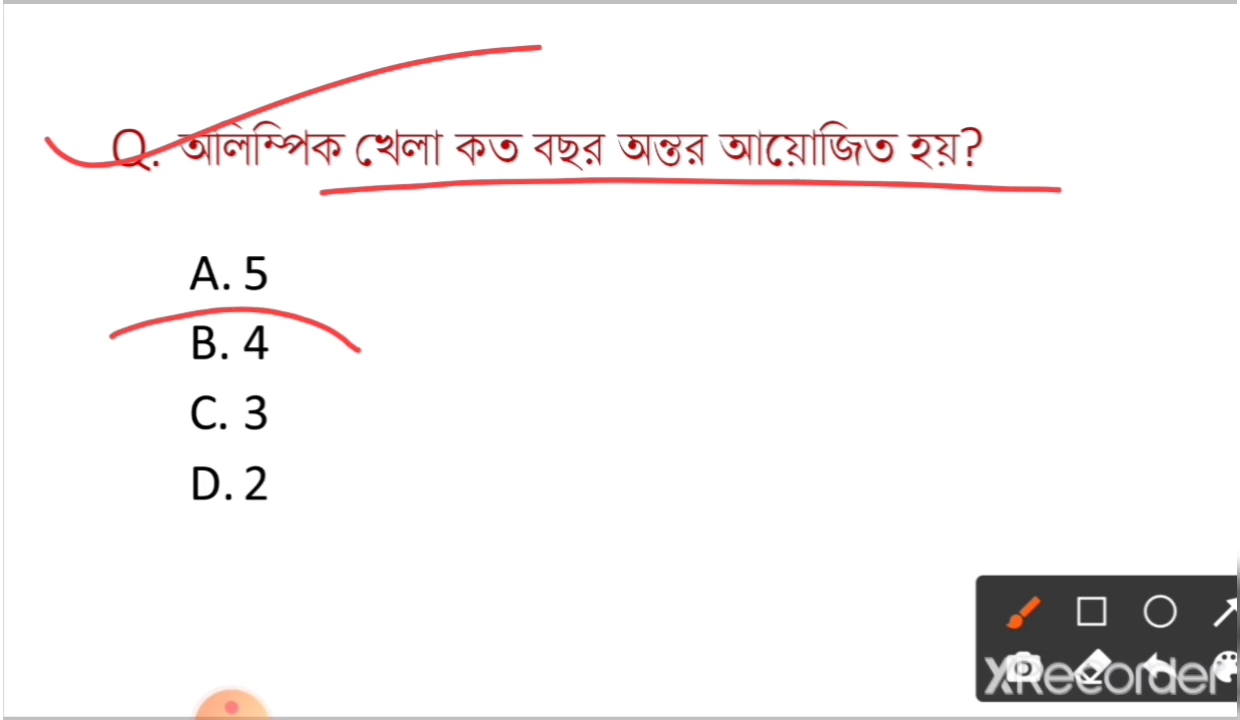 Q. অলিম্পিক খেলা কত বছর অন্তর আয়োজিত হয়?
A. 5
B. 4
C. 3
D. 2
XRecorder